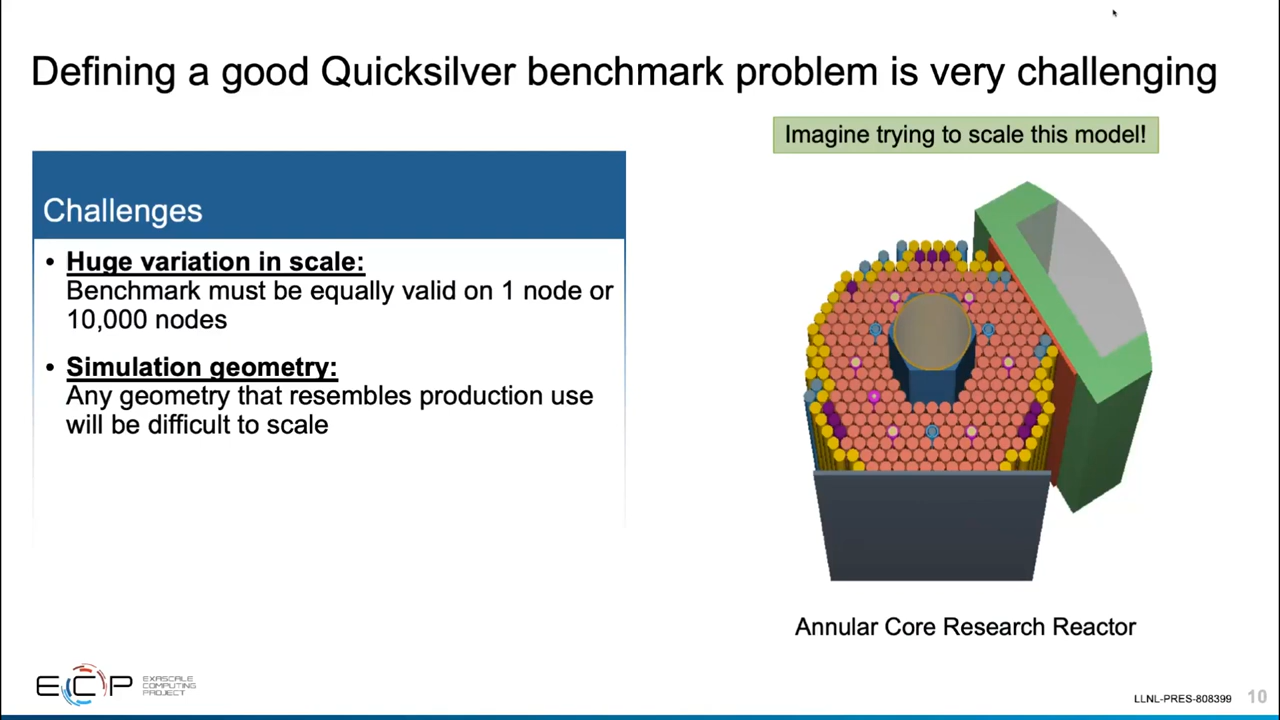 Defining a good Quicksilver benchmark problem is very challenging
Imagine trying to scale this model!
Challenges
• Huge variation in scale:
Benchmark must be equally valid on 1 node or
10,000 nodes
• Simulation geometry:
Any geometry that resembles production use
will be difficult to scale
Annular Core Research Reactor
ECP
EXASCALE
COMPUTING
PROJECT
LLNL-PRES-808399
10